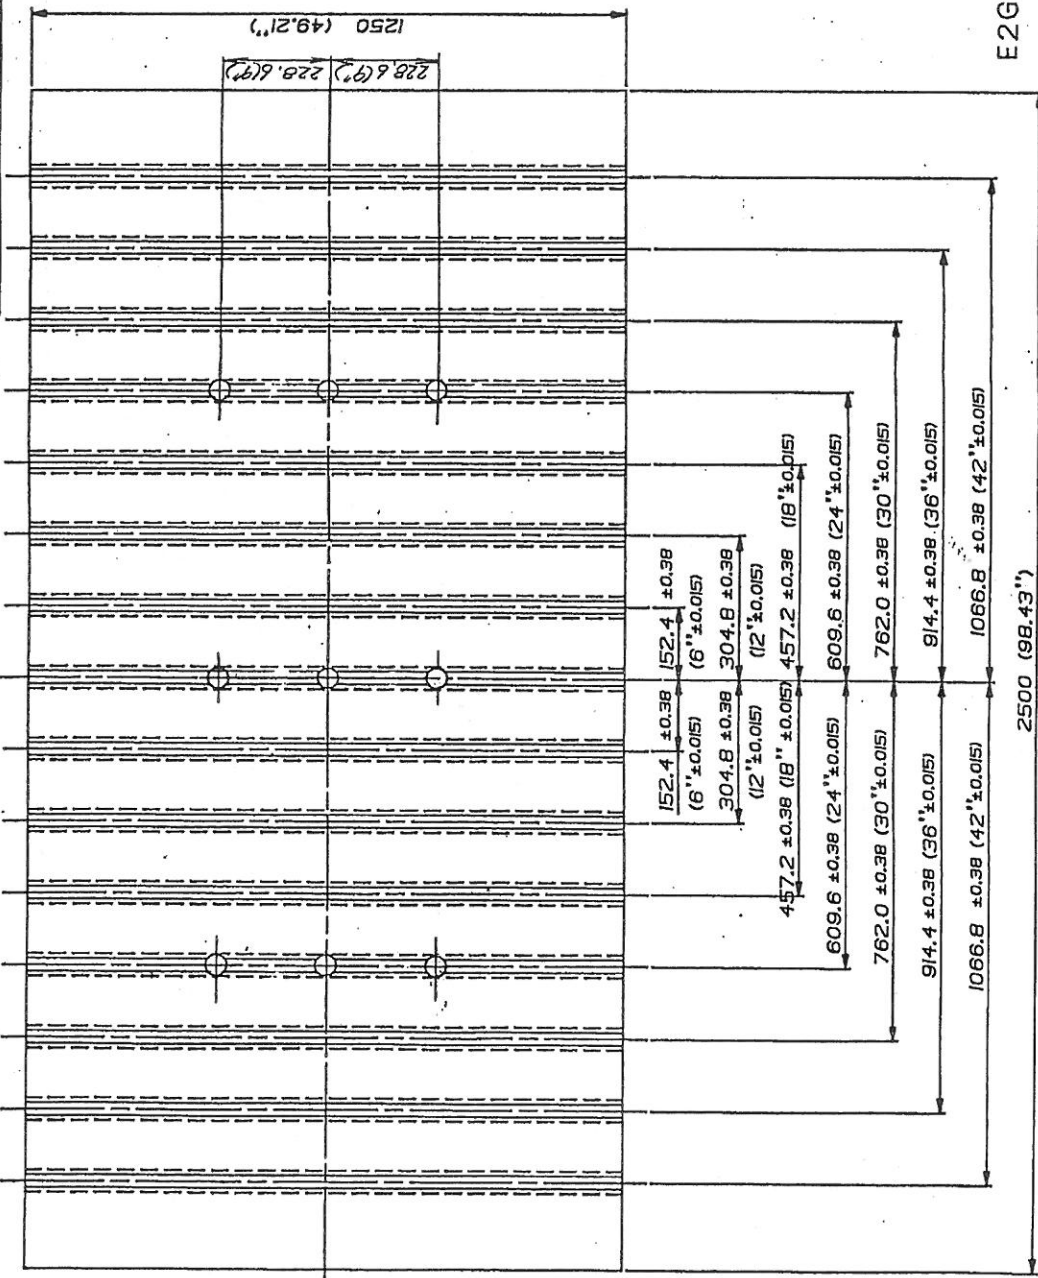 1250 (49.21")
228.6(9") 228.6(9")
E2G
152.4 ±0.38
(6"±0.015)
152.4 ±0.38
(6"±0.015)
304.8 ±0.38
(12"±0.015)
304.8 ±0.38
(12"±0.015)
457.2 ±0.38 (18" ±0.015)
457.2 ±0.38 (18"±0.015)
609.6 ±0.38 (24"±0.015)
609.6 ±0.38 (24"±0.015)
762.0 ±0.38 (30"±0.015)
762.0 ±0.38 (30"±0.015)
914.4 ±0.38 (36"±0.015)
914.4 ±0.38 (36"±0.015)
1066.8 ±0.38 (42"±0.015)
1066.8 ±0.38 (42"±0.015)
2500 (98.43")